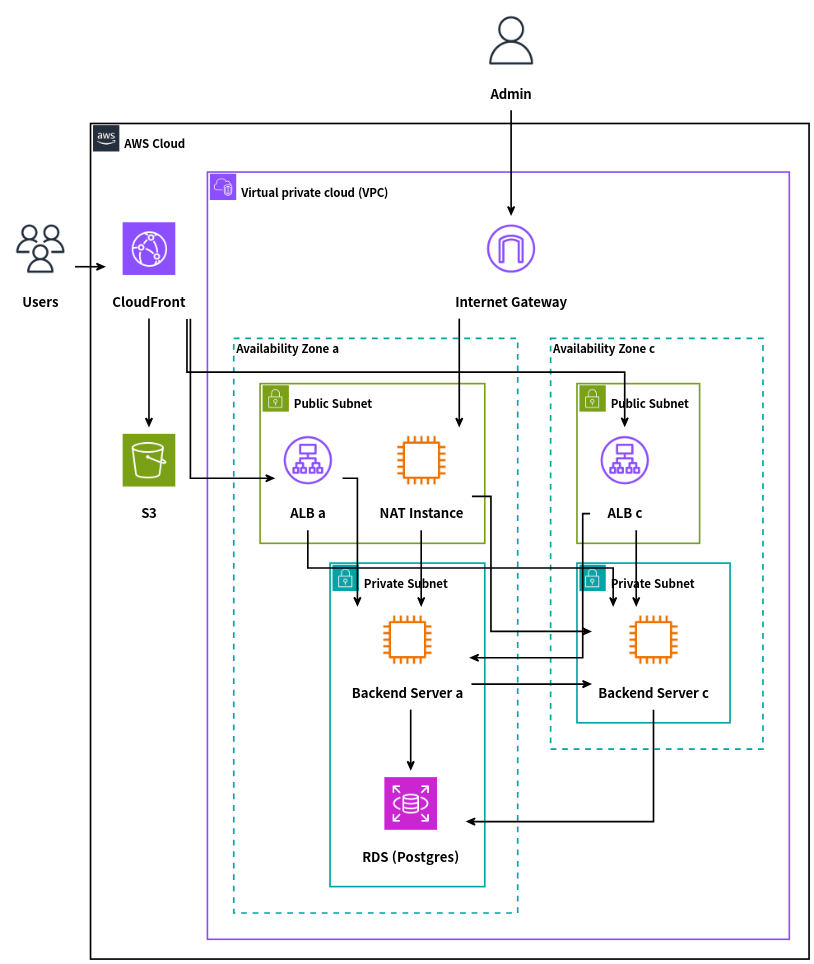 Admin
aws
AWS Cloud
Virtual private cloud (VPC)
Users
CloudFront
Internet Gateway
Availability Zone a
Availability Zone c
Public Subnet
Public Subnet
S3
ALB a
NAT Instance
ALB c
Private Subnet
Private Subnet
Backend Server a
Backend Server c
RDS (Postgres)